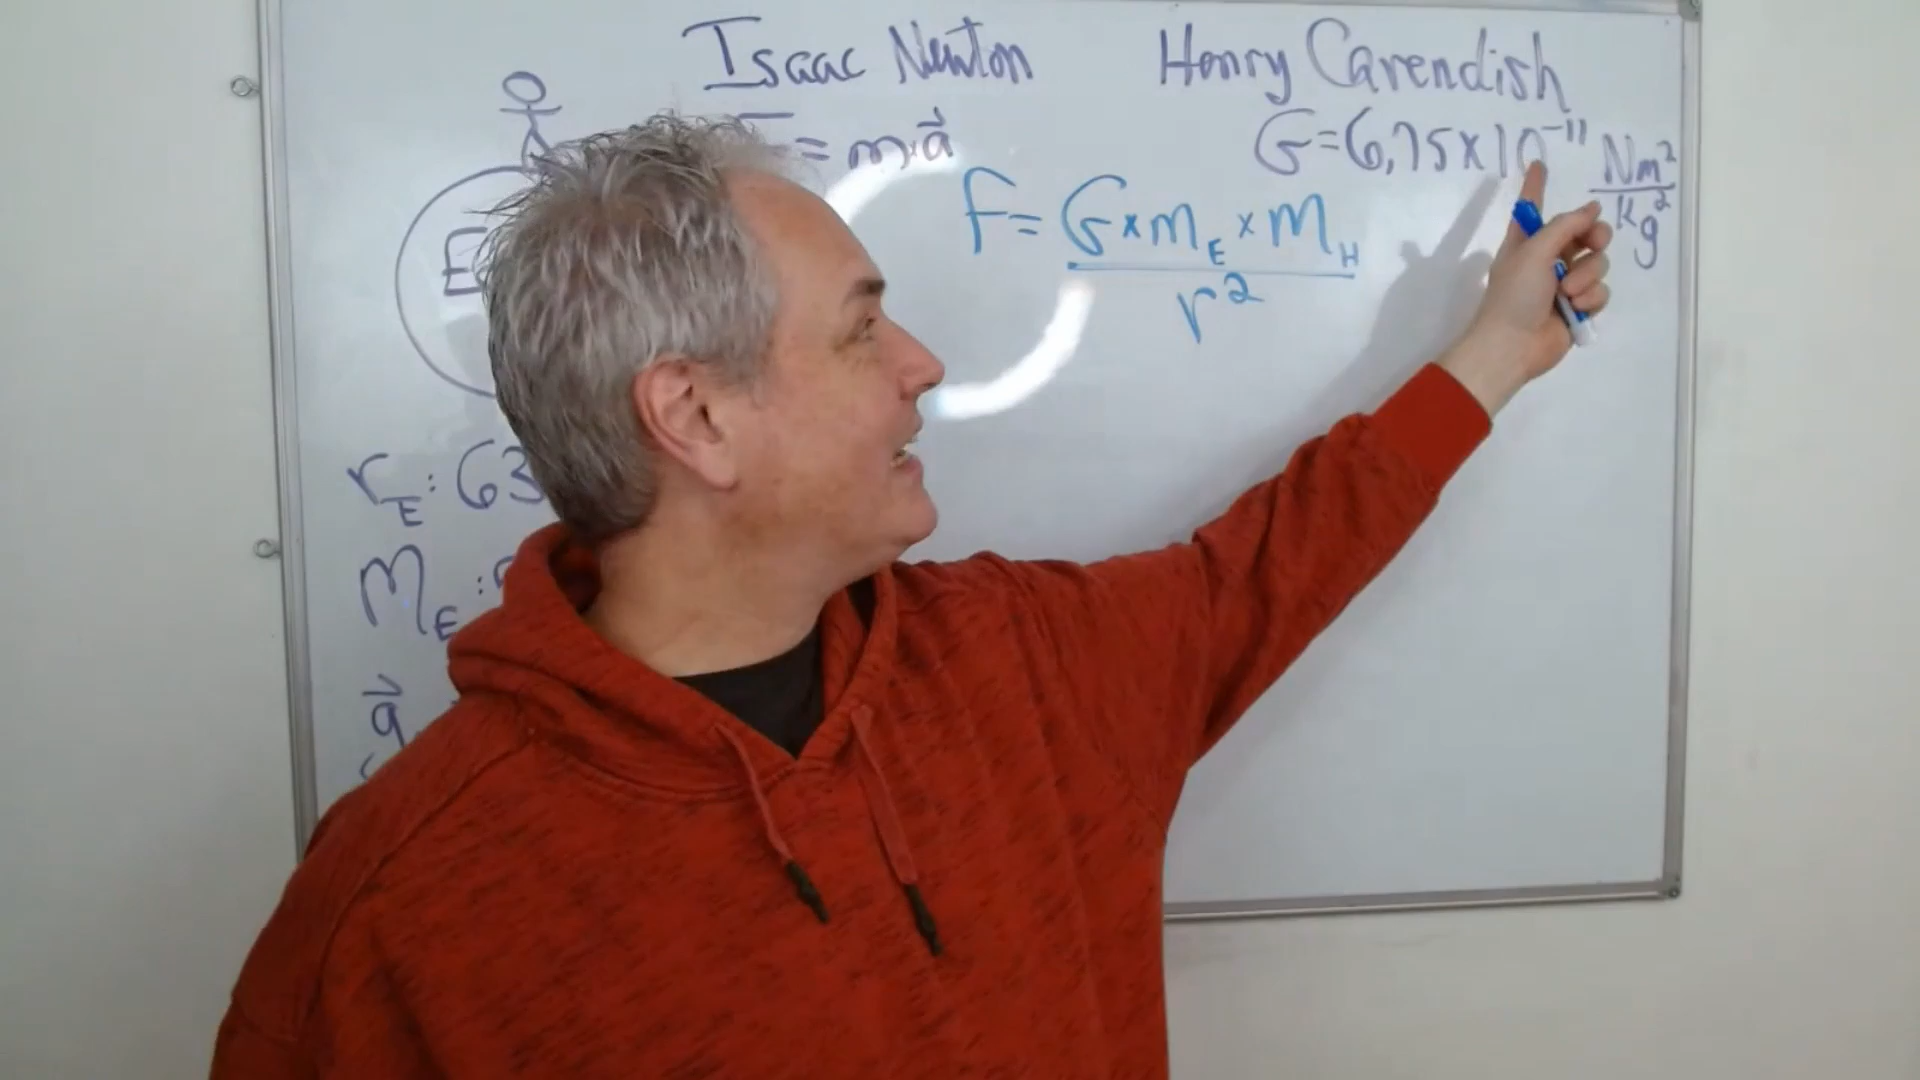 Isaac Newton
Henry Cavendish
= m·a⃗
G=6,75×10⁻¹¹ Nm²/kg²
F= G×m_E×m_H
r²
E
r_E: 63
m_E:
a⃗